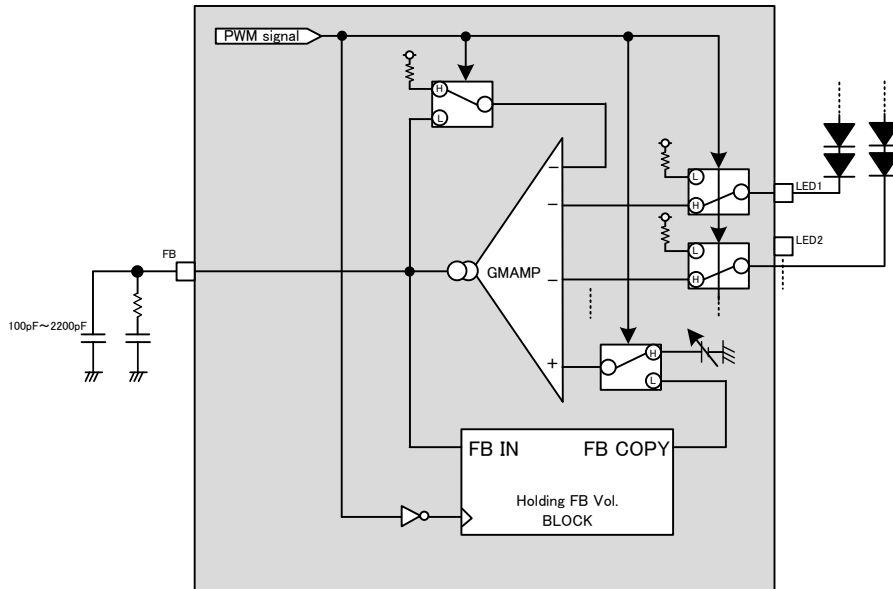 PWM signal
H
L
L
H
LED1
L
H
LED2
FB
GMAMP
100pF～2200pF
H
L
FB IN FB COPY
Holding FB Vol.
BLOCK